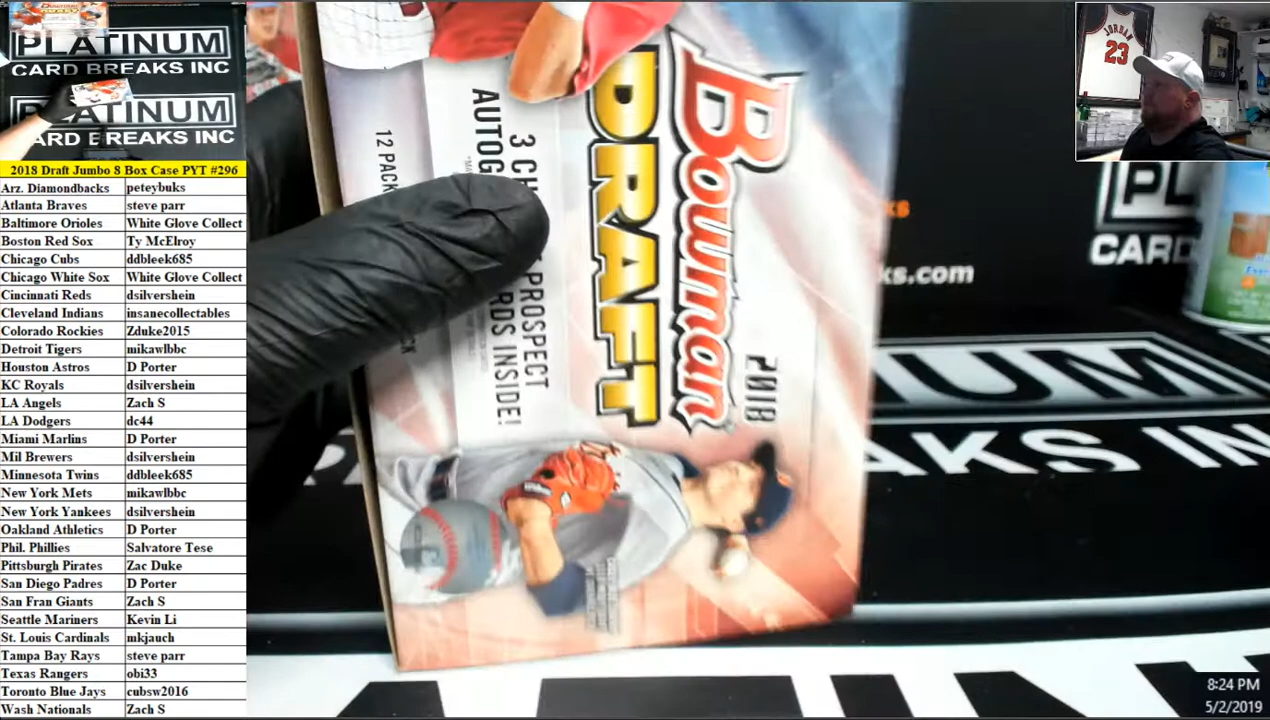 PLATINUM
CARD BREAKS INC
PLATINUM
CARD BREAKS INC
2018 Draft Jumbo 8 Box Case PYT #296
Arz. Diamondbacks peteybuks
Atlanta Braves steve parr
Baltimore Orioles White Glove Collect
Boston Red Sox Ty McElroy
Chicago Cubs ddbleek685
Chicago White Sox White Glove Collect
Cincinnati Reds dsilvershein
Cleveland Indians insanecollectables
Colorado Rockies Zduke2015
Detroit Tigers mikawlbbc
Houston Astros D Porter
KC Royals dsilvershein
LA Angels Zach S
LA Dodgers dc44
Miami Marlins D Porter
Mil Brewers dsilvershein
Minnesota Twins ddbleek685
New York Mets mikawlbbc
New York Yankees dsilvershein
Oakland Athletics D Porter
Phil. Phillies Salvatore Tese
Pittsburgh Pirates Zac Duke
San Diego Padres D Porter
San Fran Giants Zach S
Seattle Mariners Kevin Li
St. Louis Cardinals mkjauch
Tampa Bay Rays steve parr
Texas Rangers obi33
Toronto Blue Jays cubsw2016
Wash Nationals Zach S
2018
Bowman
DRAFT
3 CH PROSPECT
AUTOG RDS INSIDE!
12 PACK
JORDAN
23
PL
CARD
ks.com
UM
AKS IN
8:24 PM
5/2/2019